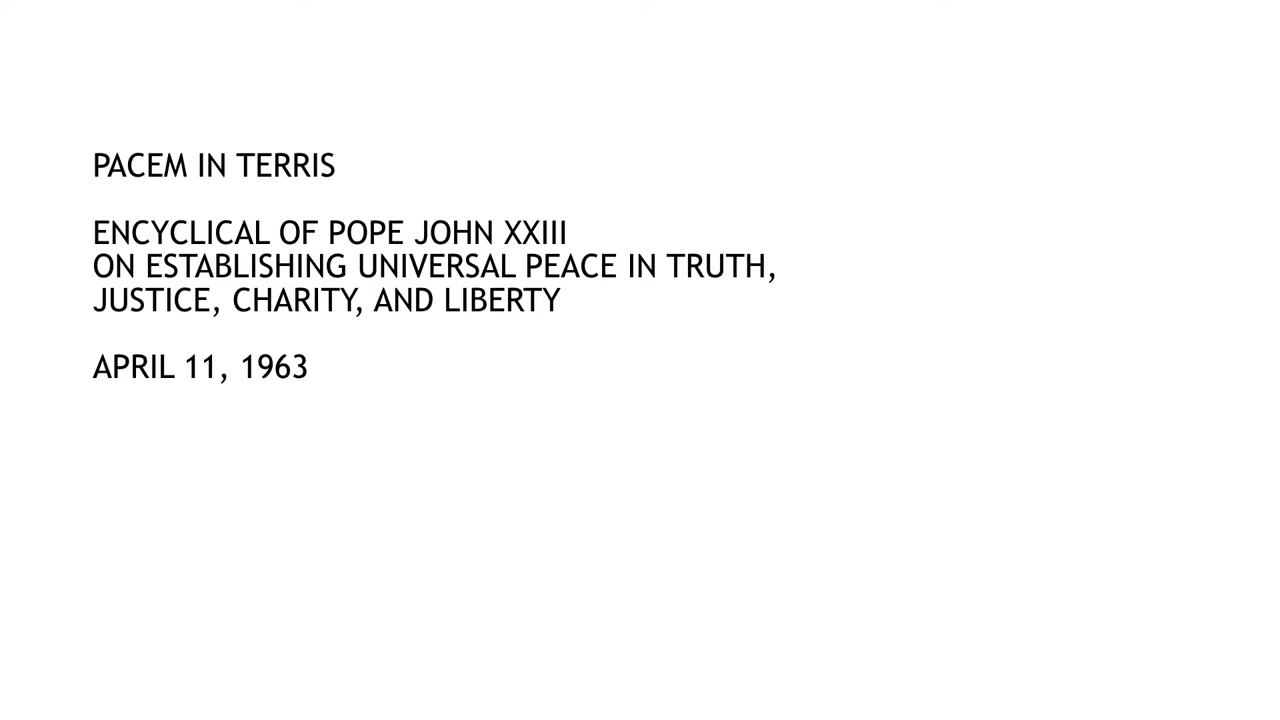 PACEM IN TERRIS
ENCYCLICAL OF POPE JOHN XXIII
ON ESTABLISHING UNIVERSAL PEACE IN TRUTH,
JUSTICE, CHARITY, AND LIBERTY
APRIL 11, 1963